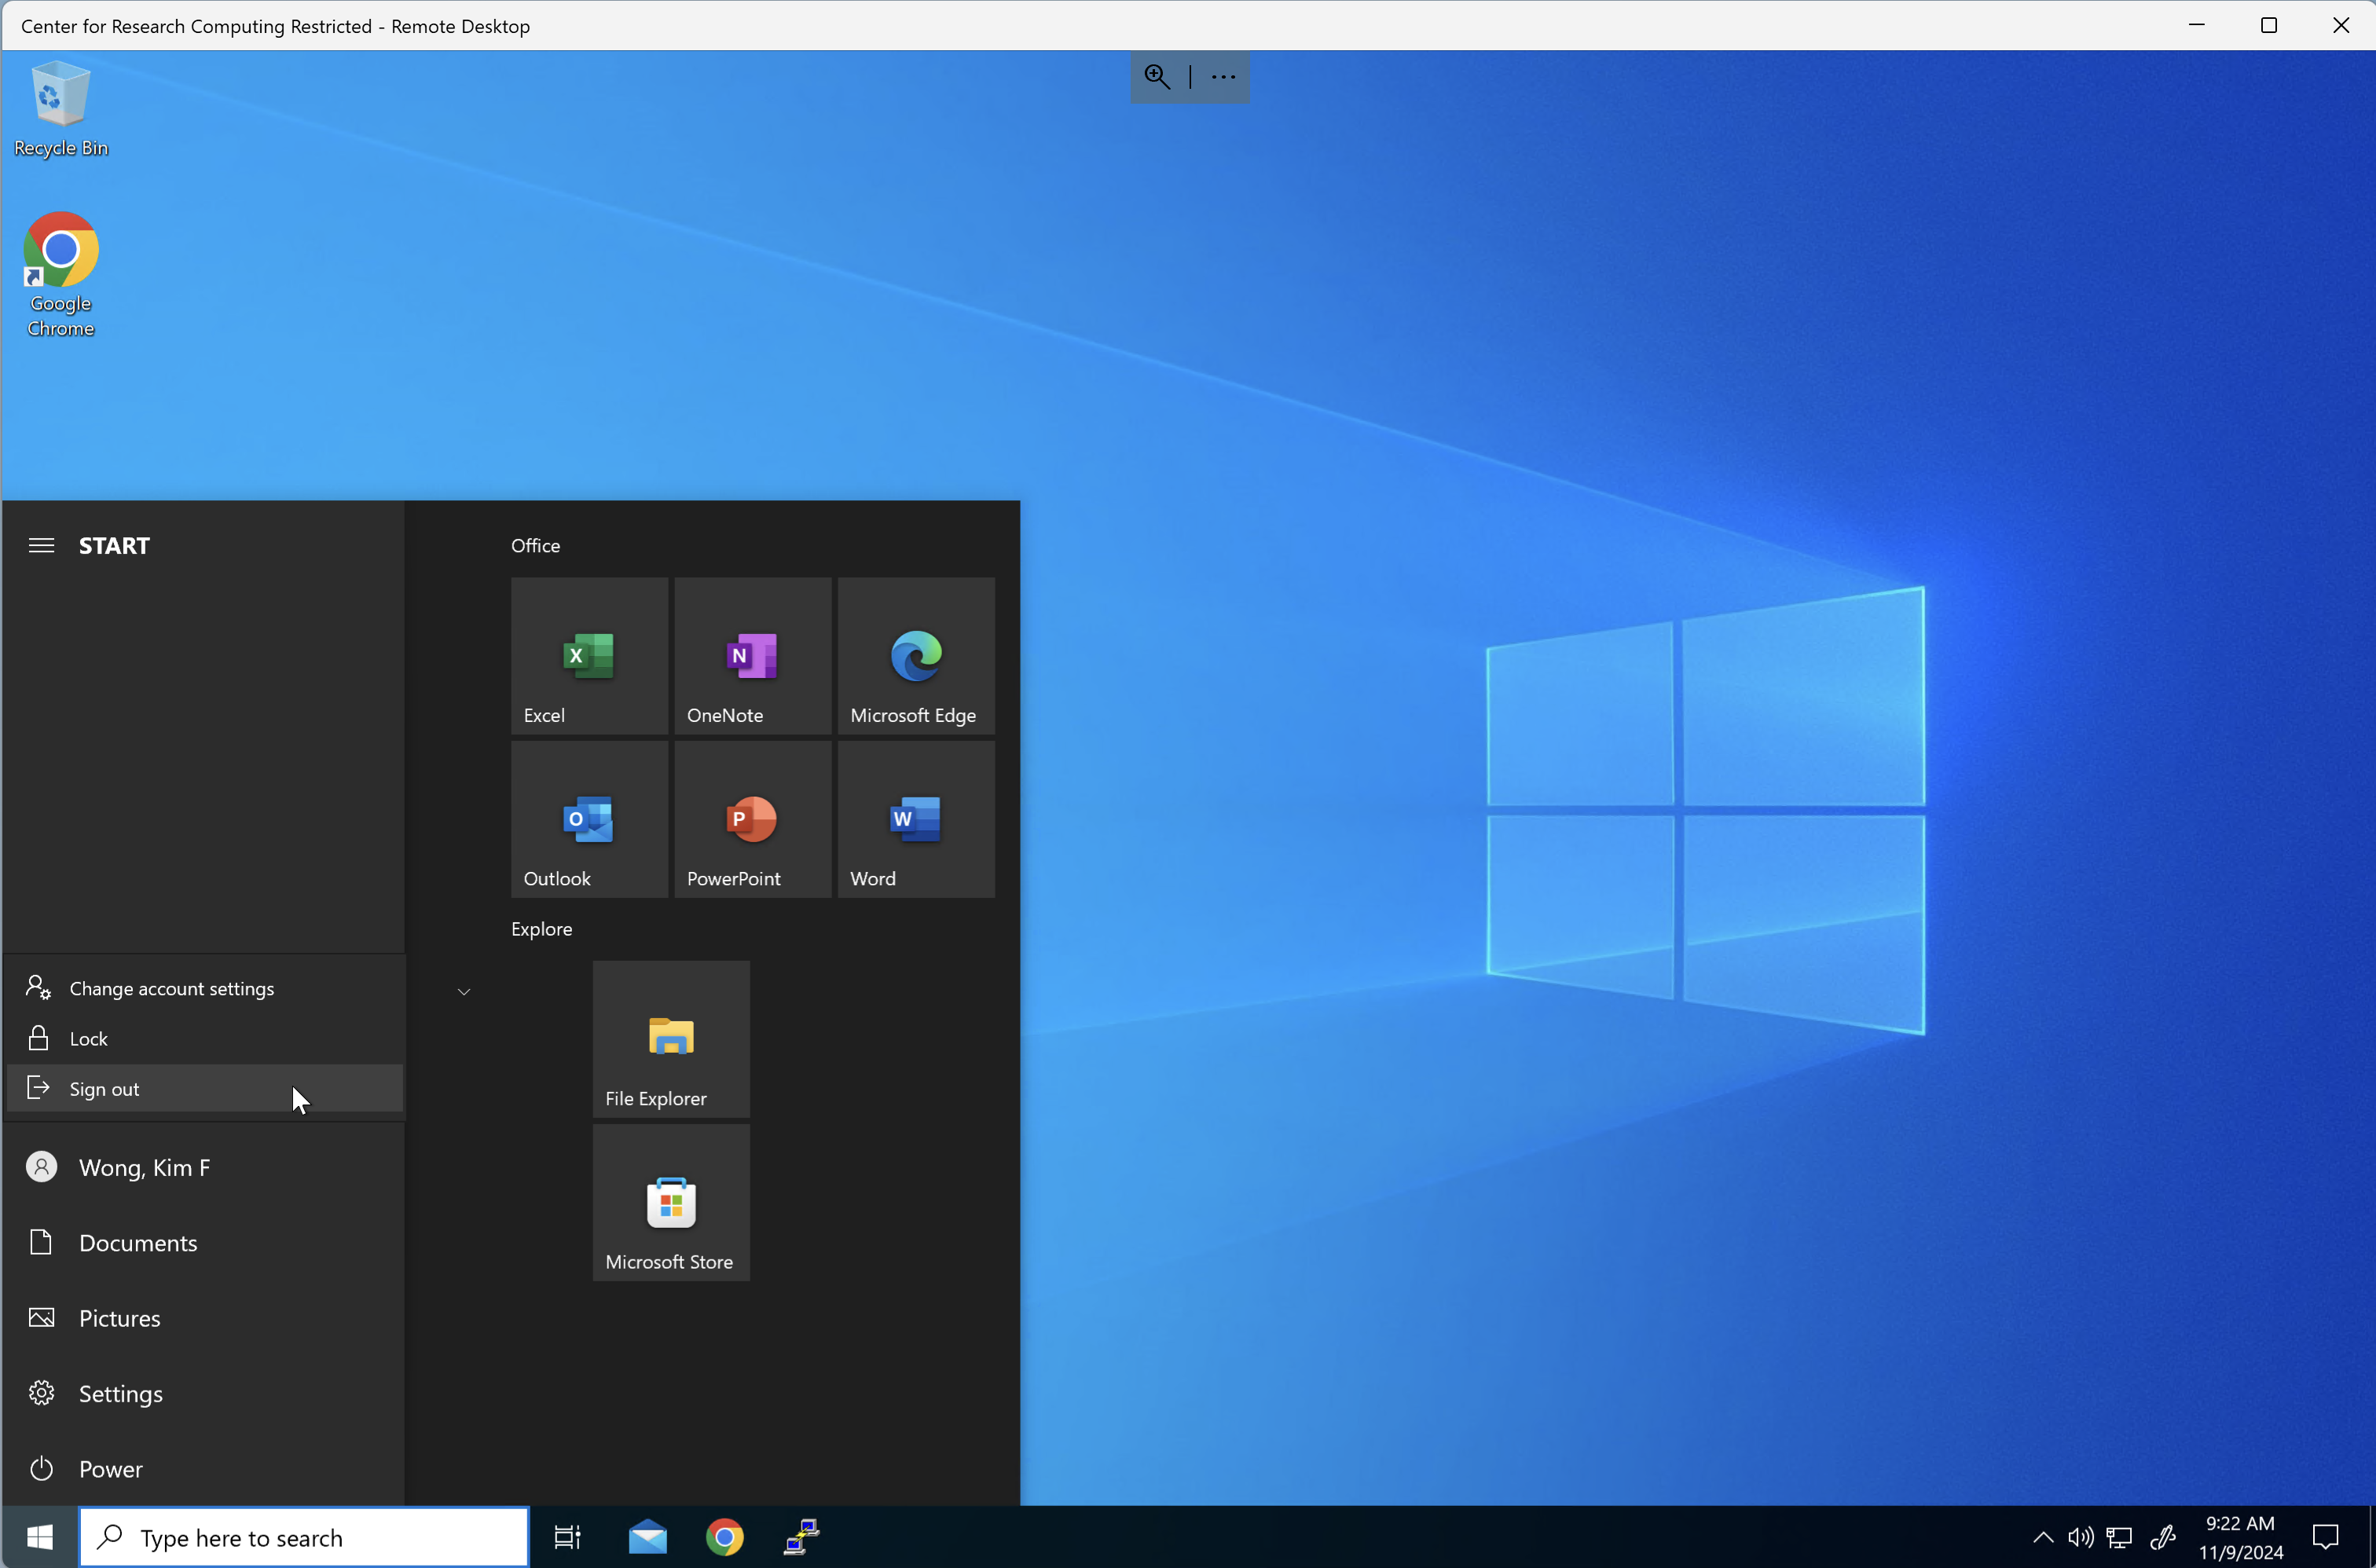 Center for Research Computing Restricted - Remote Desktop
Recycle Bin
Google
Chrome
START
Office
Excel
OneNote
Microsoft Edge
Outlook
PowerPoint
Word
Explore
File Explorer
Microsoft Store
Change account settings
Lock
Sign out
Wong, Kim F
Documents
Pictures
Settings
Power
Type here to search
9:22 AM
11/9/2024